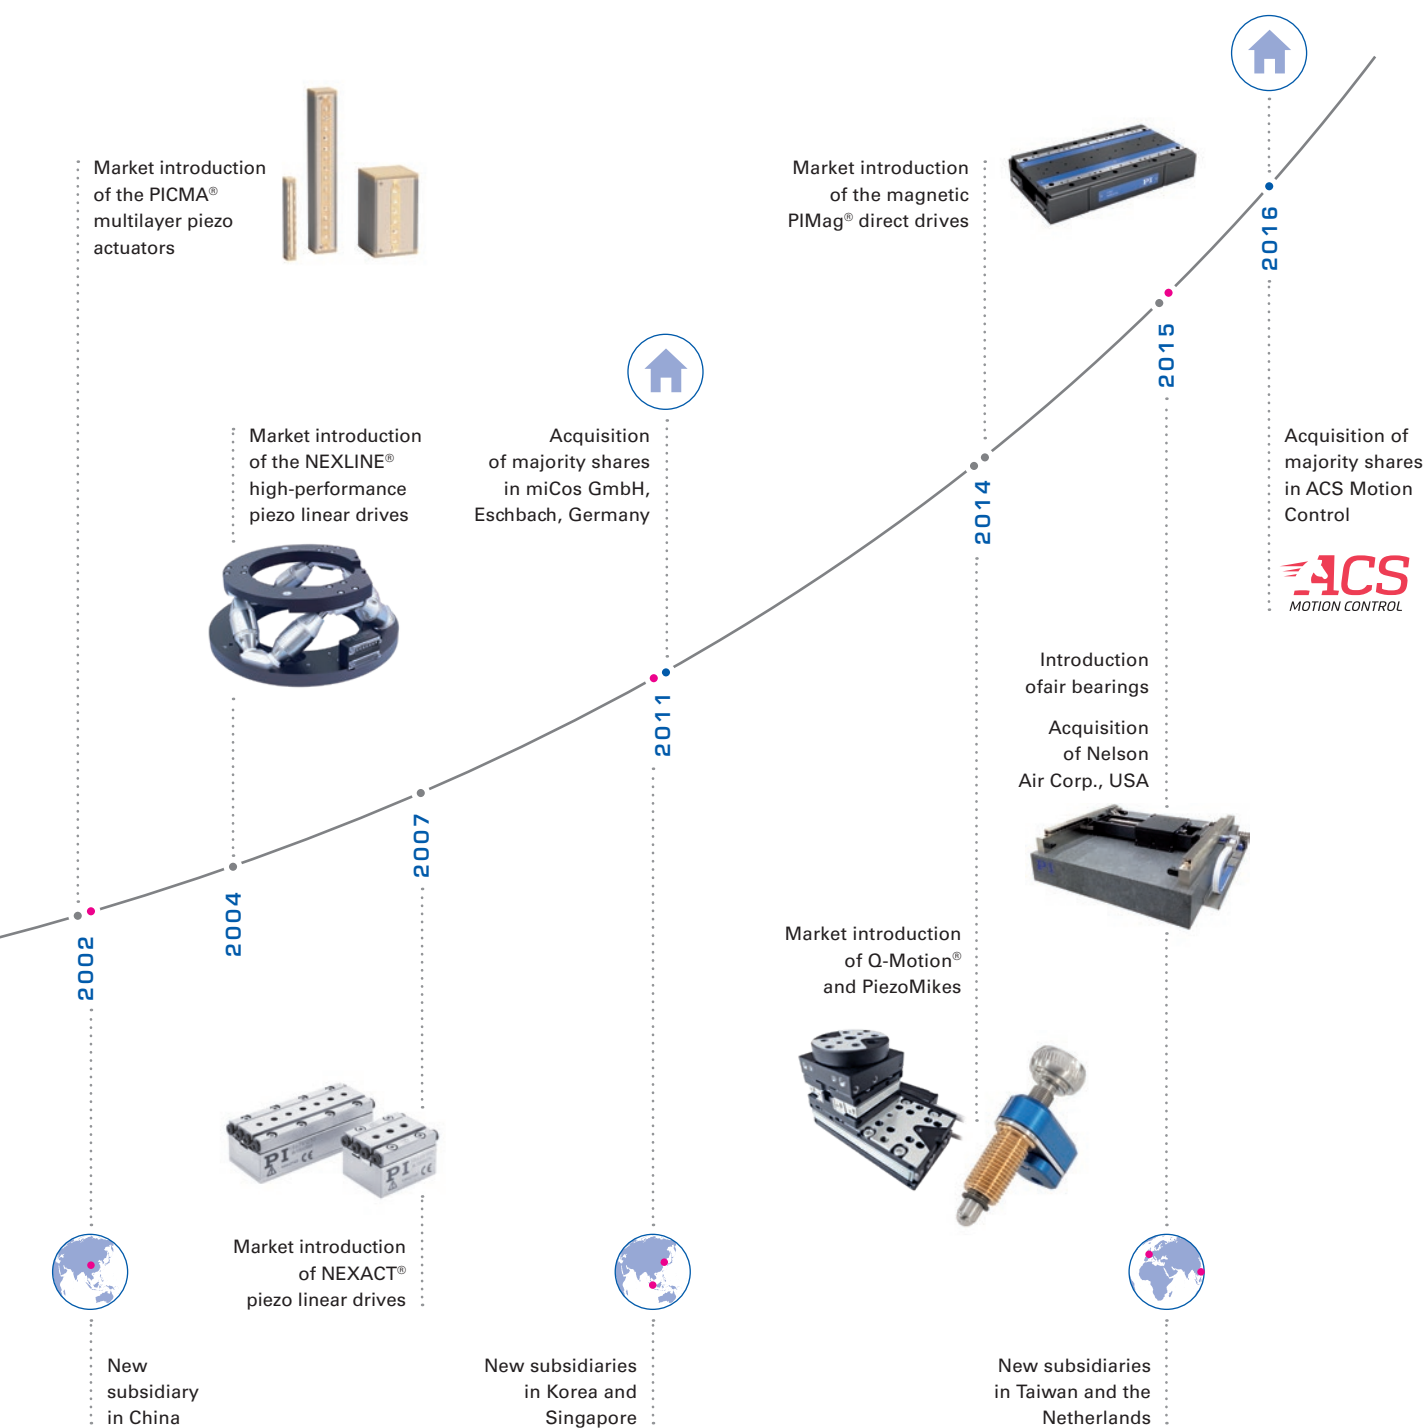 Market introduction
of the PICMA®
multilayer piezo
actuators
2002
New
subsidiary
in China
Market introduction
of the NEXLINE®
high-performance
piezo linear drives
2004
2007
PI
CE
PI
CE
Market introduction
of NEXACT®
piezo linear drives
Acquisition
of majority shares
in miCos GmbH,
Eschbach, Germany
2011
New subsidiaries
in Korea and
Singapore
Market introduction
of the magnetic
PIMag® direct drives
PI
2014
Market introduction
of Q-Motion®
and PiezoMikes
2015
Introduction
ofair bearings
Acquisition
of Nelson
Air Corp., USA
PI
New subsidiaries
in Taiwan and the
Netherlands
2016
Acquisition of
majority shares
in ACS Motion
Control
ACS
MOTION CONTROL